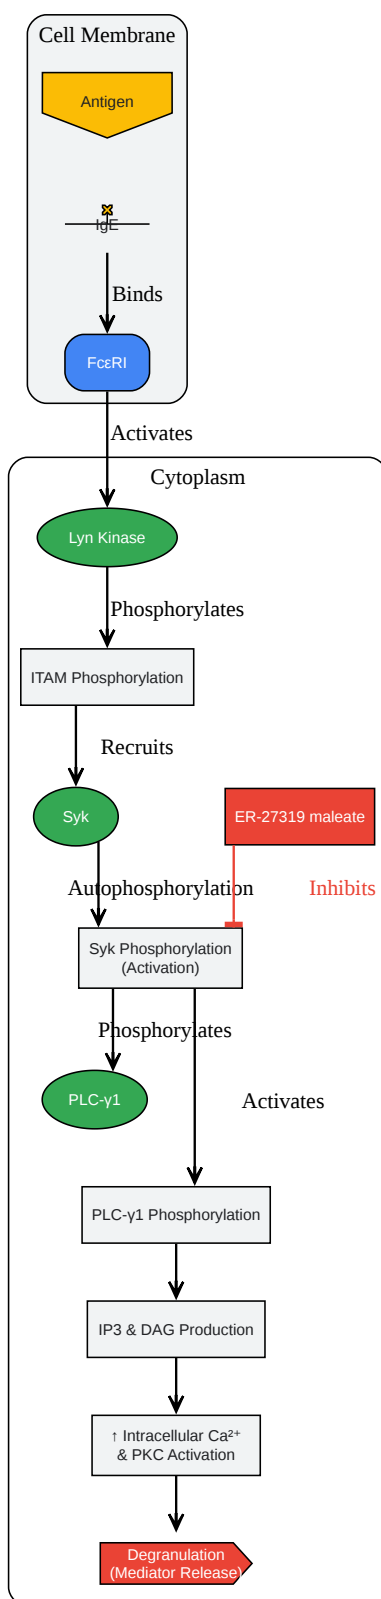 Cell Membrane
Antigen
IgE
Binds
FcεRI
Activates
Cytoplasm
Lyn Kinase
Phosphorylates
ITAM Phosphorylation
Recruits
Syk
ER-27319 maleate
Autophosphorylation
Inhibits
Syk Phosphorylation
(Activation)
Phosphorylates
PLC-γ1
Activates
PLC-γ1 Phosphorylation
IP3 & DAG Production
↑ Intracellular Ca²⁺
& PKC Activation
Degranulation
(Mediator Release)